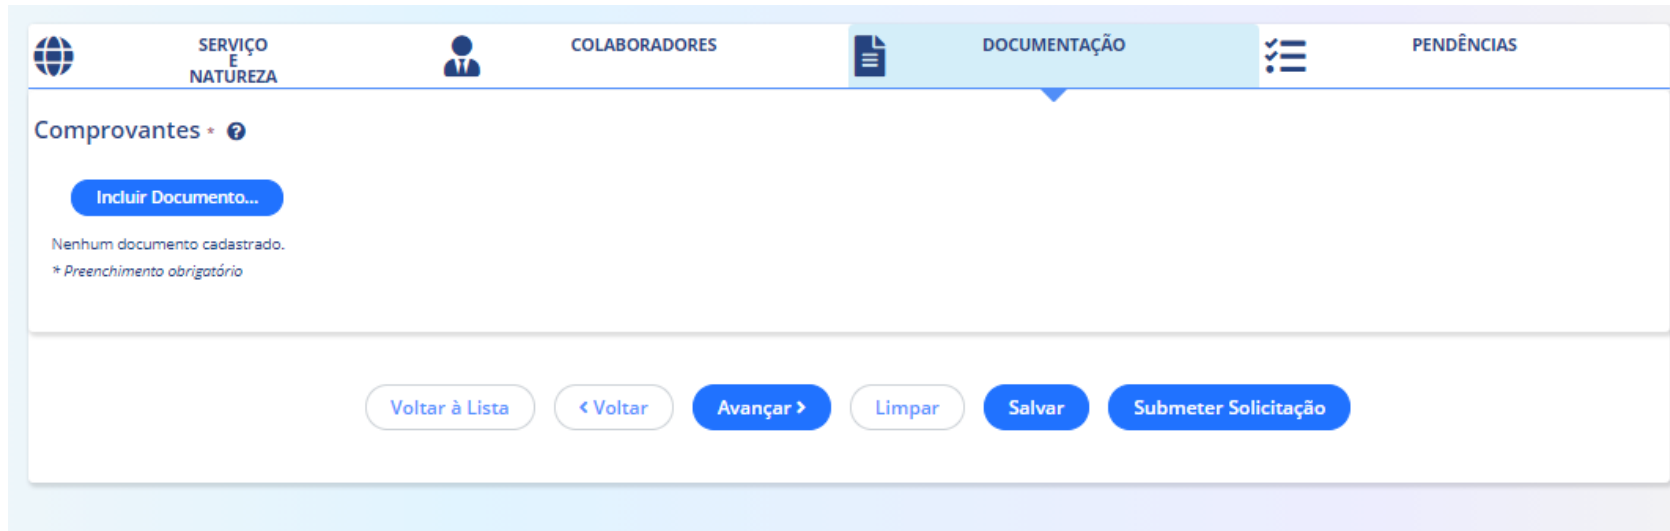 SERVIÇO
E
NATUREZA
COLABORADORES
DOCUMENTAÇÃO
PENDÊNCIAS
Comprovantes *
Incluir Documento...
Nenhum documento cadastrado.
* Preenchimento obrigatório
Voltar à Lista
Voltar
Avançar
Limpar
Salvar
Submeter Solicitação